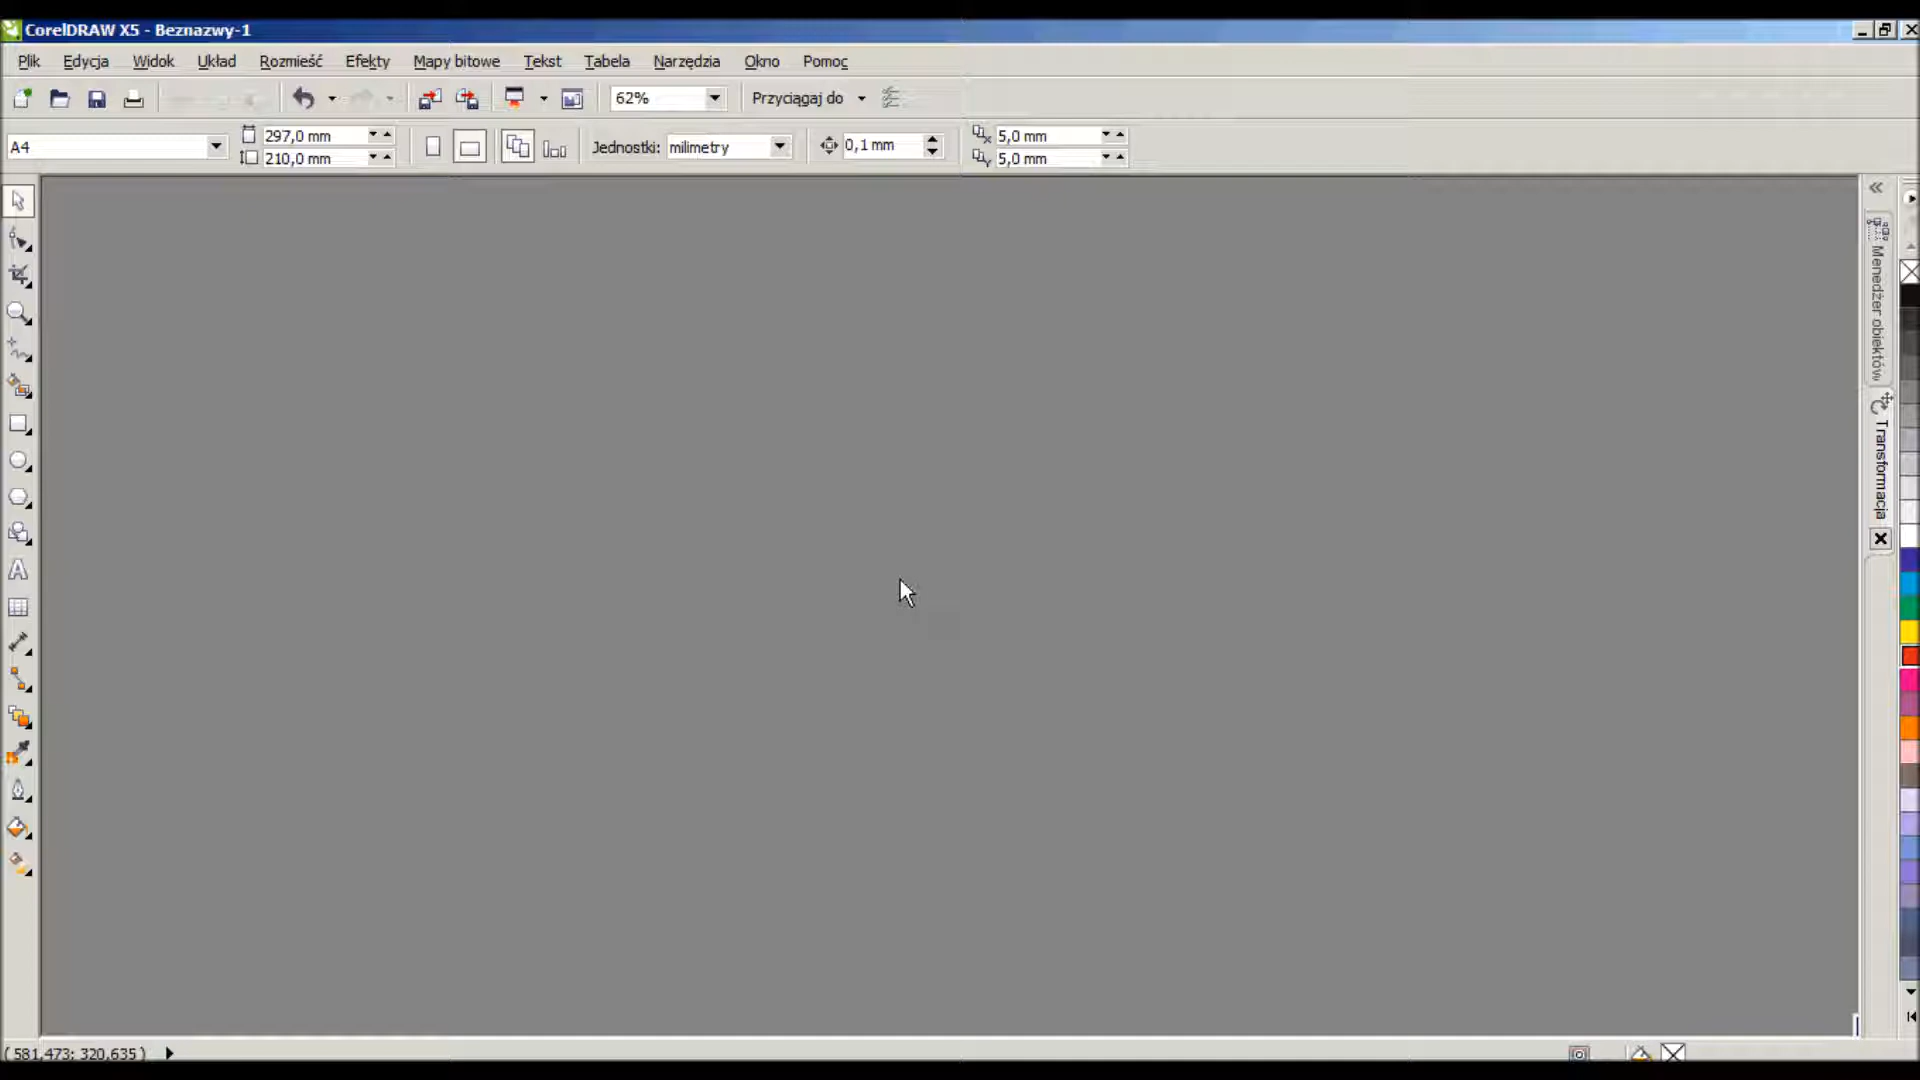 CorelDRAW X5 - Beznazwy-1
Plik Edycja Widok Układ Rozmieść Efekty Mapy bitowe Tekst Tabela Narzędzia Okno Pomoc
62% Przyciągaj do
A4 297,0 mm 210,0 mm Jednostki: milimetry 0,1 mm 5,0 mm 5,0 mm
Menedżer obiektów
Transformacja
( 581,473; 320,635 )